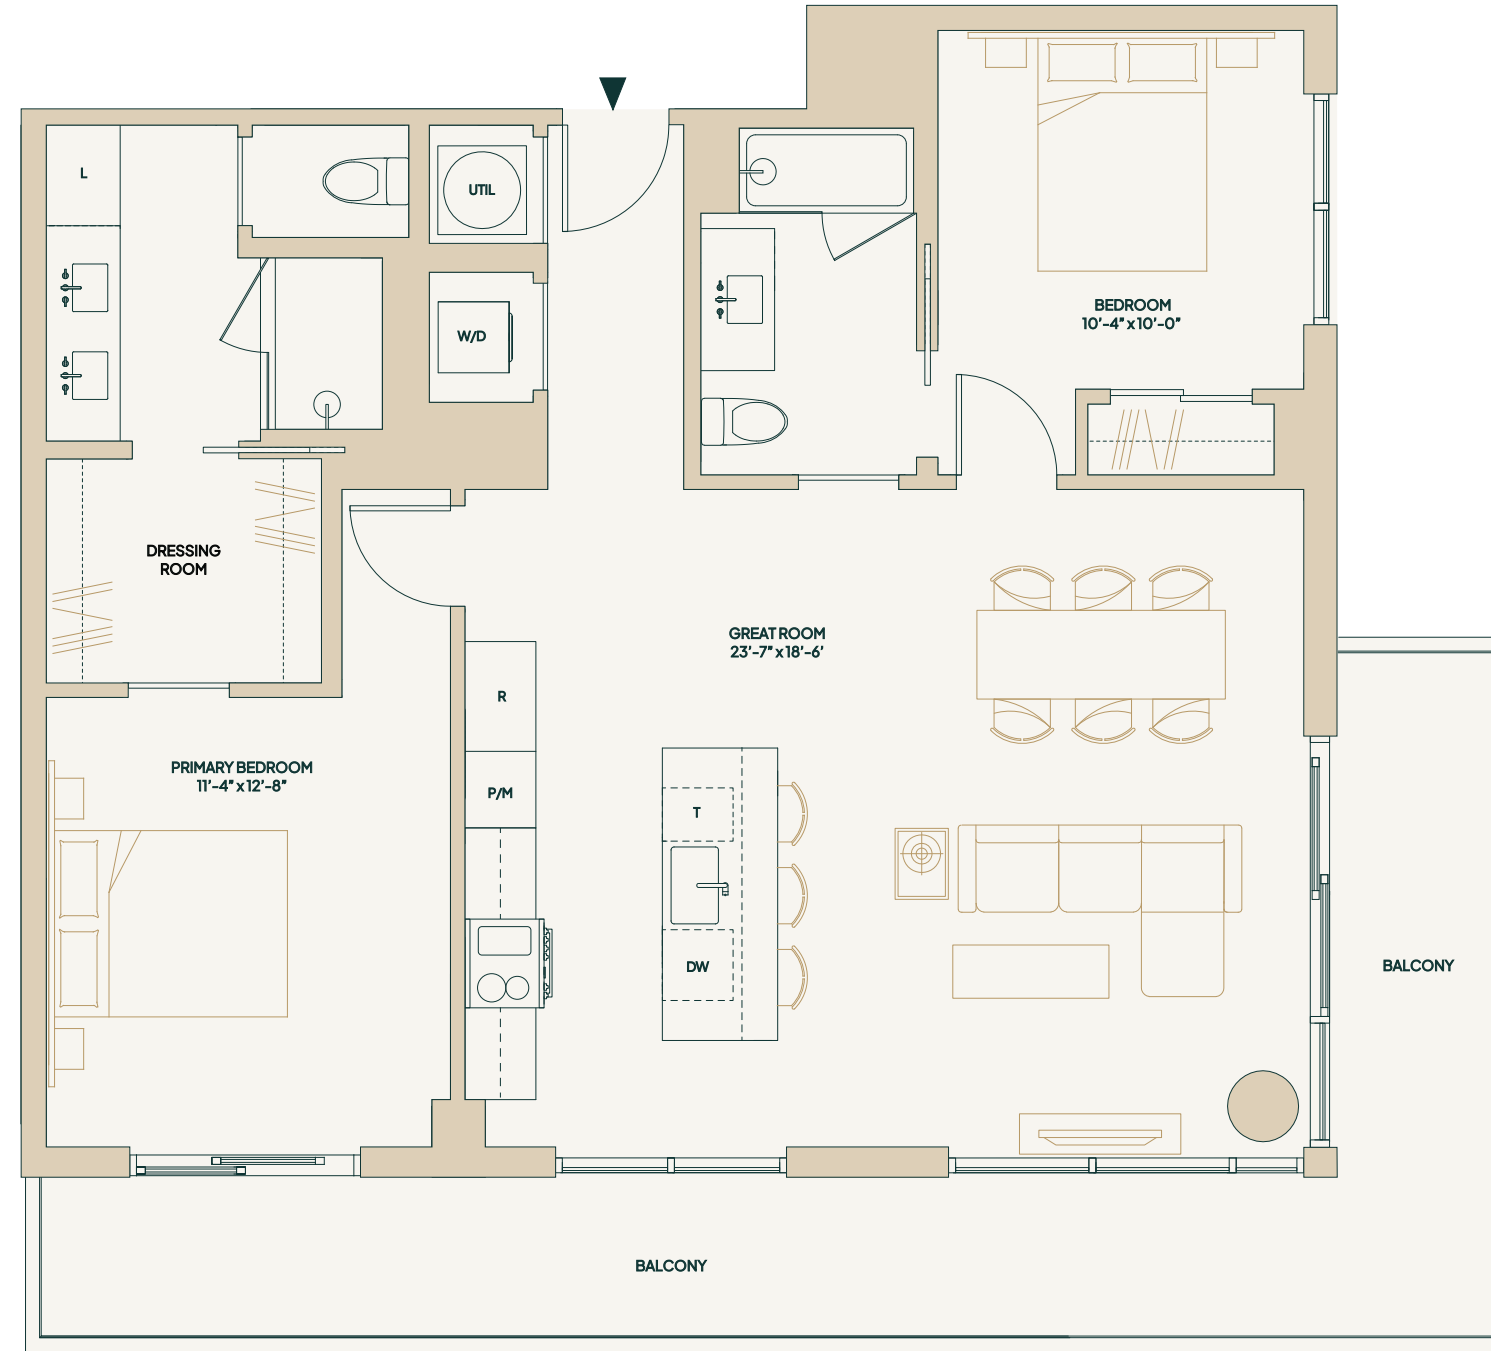 L
UTIL
W/D
BEDROOM
10'-4" x 10'-0"
DRESSING
ROOM
GREAT ROOM
23'-7" x 18'-6'
R
PRIMARY BEDROOM
11'-4" x 12'-8"
P/M
T
DW
BALCONY
BALCONY